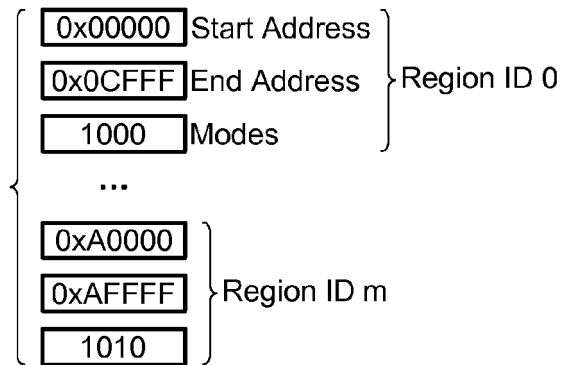 0x00000 Start Address
0x0CFFF End Address
Region ID 0
1000 Modes
...
0xA0000
0xAFFFF
Region ID m
1010